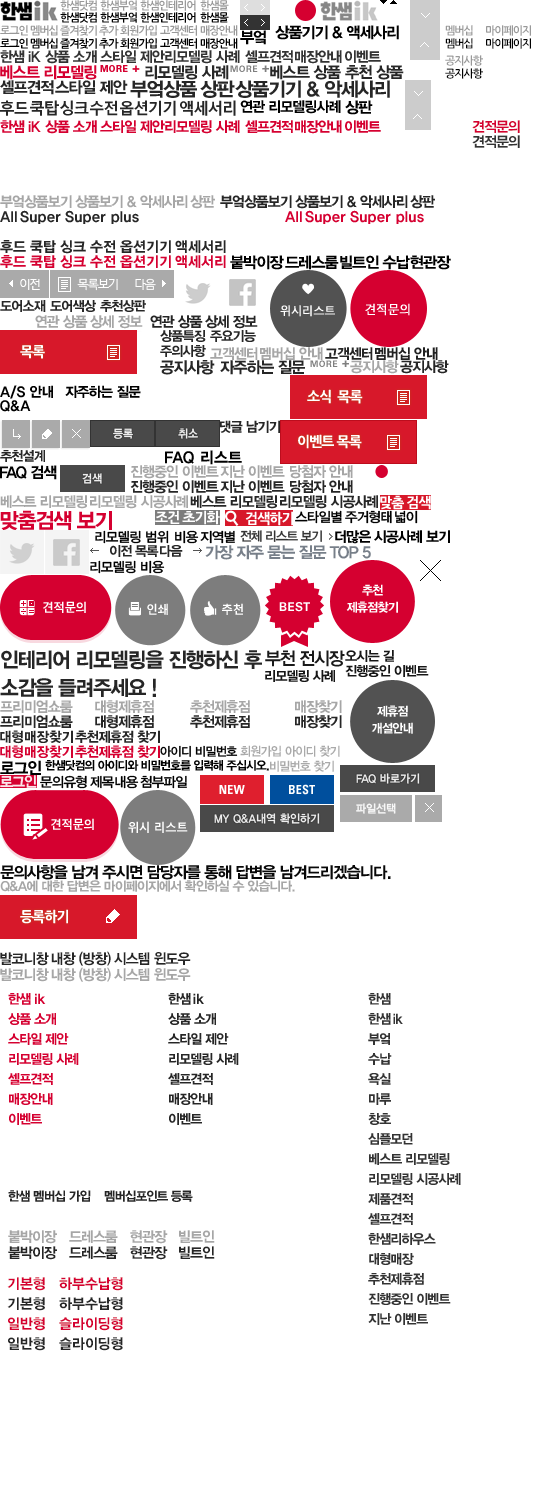 한샘ik 한샘닷컴 한샘부엌 한샘인테리어 한샘몰 한샘ik
한샘닷컴 한샘부엌 한샘인테리어 한샘몰
로그인 멤버십 즐겨찾기 추가 회원가입 고객센터 매장안내 부엌 상품기기 & 악세사리 멤버십 마이페이지
로그인 멤버십 즐겨찾기 추가 회원가입 고객센터 매장안내 멤버십 마이페이지
한샘 iK 상품 소개 스타일 제안 리모델링 사례 셀프견적 매장안내 이벤트 공지사항
베스트 리모델링 MORE + 리모델링 사례 MORE + 베스트 상품 추천 상품 공지사항
셀프견적 스타일 제안 부엌상품 상판 상품기기 & 악세사리
후드 쿡탑 싱크 수전 옵션기기 액세서리 연관 리모델링사례 상판
한샘 iK 상품 소개 스타일 제안 리모델링 사례 셀프견적 매장안내 이벤트 견적문의
견적문의
부엌상품보기 상품보기 & 악세사리 상판 부엌상품보기 상품보기 & 악세사리 상판
All Super Super plus All Super Super plus
후드 쿡탑 싱크 수전 옵션기기 액세서리
후드 쿡탑 싱크 수전 옵션기기 액세서리 붙박이장 드레스룸 빌트인 수납 현관장
이전 목록보기 다음
도어소재 도어색상 추천상판 위시리스트 견적문의
연관 상품 상세 정보 연관 상품 상세 정보
상품특징 주요기능
목록 주의사항 고객센터 멤버십 안내 고객센터 멤버십 안내
공지사항 자주하는 질문 MORE + 공지사항 공지사항
A/S 안내 자주하는 질문 소식 목록
Q&A
등록 취소 댓글 남기기 이벤트 목록
추천설계 FAQ 리스트
FAQ 검색 검색 진행중인 이벤트 지난 이벤트 당첨자 안내
진행중인 이벤트 지난 이벤트 당첨자 안내
베스트 리모델링 리모델링 시공사례 베스트 리모델링 리모델링 시공사례 맞춤 검색
맞춤검색 보기 조건 초기화 검색하기 스타일별 주거형태 넓이
리모델링 범위 비용 지역별 전체 리스트 보기 더많은 시공사례 보기
이전 목록 다음 가장 자주 묻는 질문 TOP 5
리모델링 비용
견적문의 인쇄 추천 BEST 추천
제휴점찾기
인테리어 리모델링을 진행하신 후 부천 전시장 오시는 길
소감을 들려주세요 ! 리모델링 사례 진행중인 이벤트
프리미엄쇼룸 대형제휴점 추천제휴점 매장찾기 제휴점
프리미엄쇼룸 대형제휴점 추천제휴점 매장찾기 개설안내
대형매장찾기 추천제휴점 찾기
대형매장찾기 추천제휴점 찾기 아이디 비밀번호 회원가입 아이디 찾기
로그인 한샘닷컴의 아이디와 비밀번호를 입력해 주십시오. 비밀번호 찾기
로그인 문의유형 제목 내용 첨부파일 FAQ 바로가기
NEW BEST
견적문의 위시 리스트 MY Q&A내역 확인하기 파일선택
문의사항을 남겨 주시면 담당자를 통해 답변을 남겨드리겠습니다.
Q&A에 대한 답변은 마이페이지에서 확인하실 수 있습니다.
등록하기
발코니창 내창 (방창) 시스템 윈도우
발코니창 내창 (방창) 시스템 윈도우
한샘 ik 한샘 ik 한샘
상품 소개 상품 소개 한샘 ik
스타일 제안 스타일 제안 부엌
리모델링 사례 리모델링 사례 수납
셀프견적 셀프견적 욕실
매장안내 매장안내 마루
이벤트 이벤트 창호
심플모던
베스트 리모델링
리모델링 시공사례
한샘 멤버십 가입 멤버십포인트 등록 제품견적
셀프견적
붙박이장 드레스룸 현관장 빌트인 한샘리하우스
붙박이장 드레스룸 현관장 빌트인 대형매장
기본형 하부수납형 추천제휴점
기본형 하부수납형 진행중인 이벤트
일반형 슬라이딩형 지난 이벤트
일반형 슬라이딩형